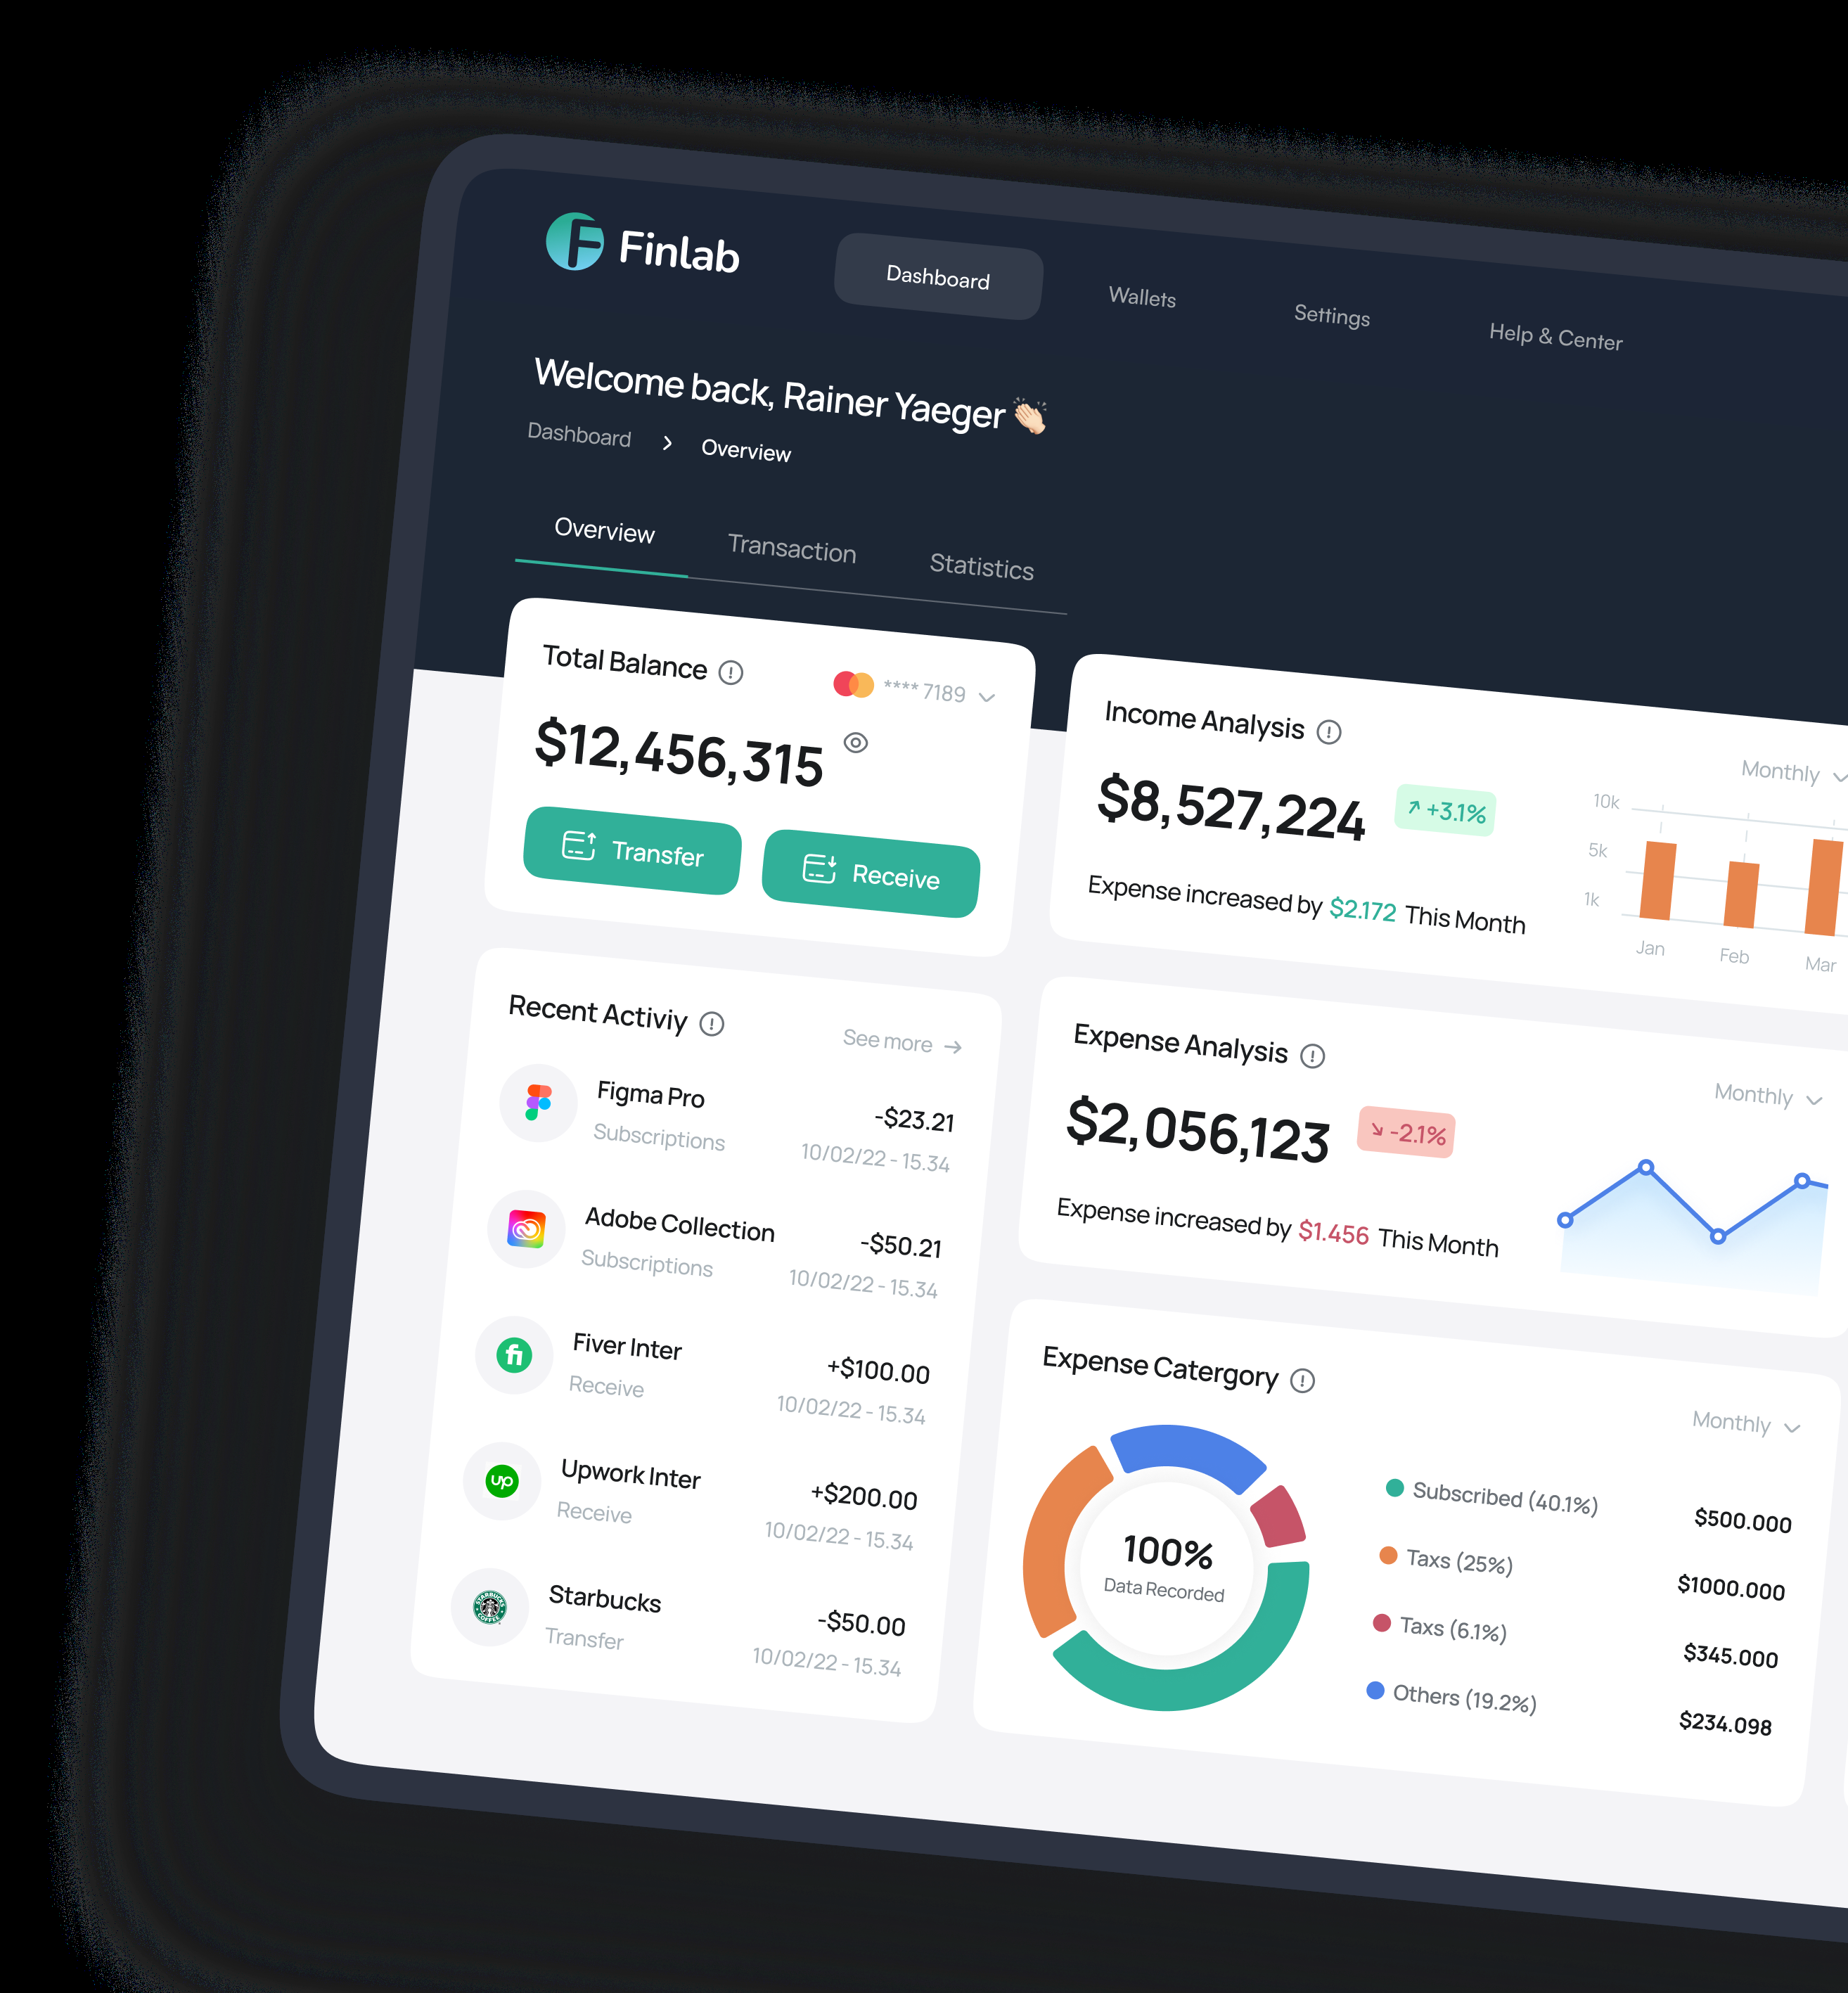 Finlab
Dashboard
Wallets
Settings
Help & Center
Welcome back, Rainer Yaeger 👏🏻
Dashboard > Overview
Overview
Transaction
Statistics
Total Balance
**** 7189
$12,456,315
Transfer
Receive
Income Analysis
Monthly
$8,527,224
+3.1%
Expense increased by $2.172 This Month
10k
5k
1k
Jan
Feb
Mar
Recent Activiy
See more →
Figma Pro
-$23.21
Subscriptions
10/02/22 - 15.34
Adobe Collection
-$50.21
Subscriptions
10/02/22 - 15.34
fi
Fiver Inter
+$100.00
Receive
10/02/22 - 15.34
up
Upwork Inter
+$200.00
Receive
10/02/22 - 15.34
STARBUCKS
COFFEE
Starbucks
-$50.00
Transfer
10/02/22 - 15.34
Expense Analysis
Monthly
$2,056,123
-2.1%
Expense increased by $1.456 This Month
Expense Catergory
Monthly
100%
Data Recorded
Subscribed (40.1%)
$500.000
Taxs (25%)
$1000.000
Taxs (6.1%)
$345.000
Others (19.2%)
$234.098